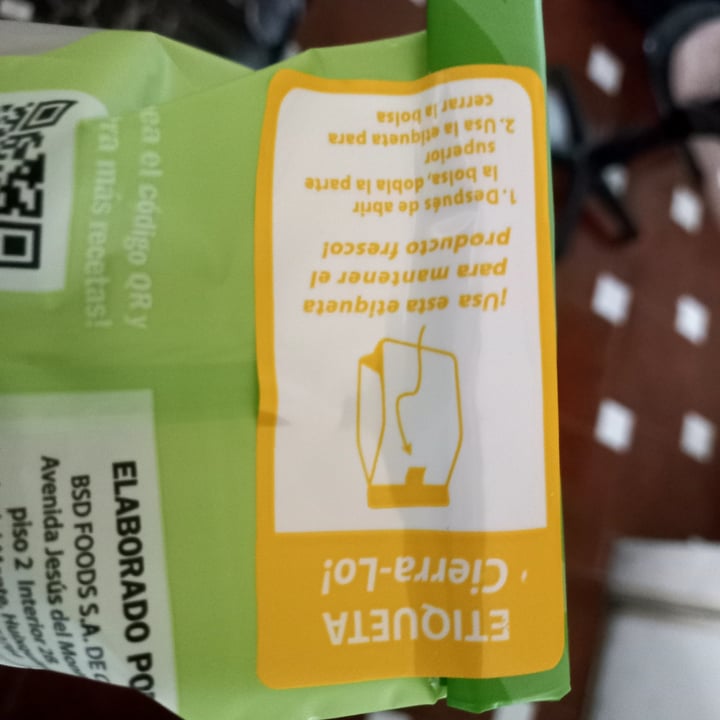 ETIQUETA
¡Cierra-Lo!
¡Usa esta etiqueta
para mantener el
producto fresco!
1. Después de abrir
la bolsa, dobla la parte
superior
2. Usa la etiqueta para
cerrar la bolsa
el código QR y
más recetas!
ELABORADO
BSD FOODS S.A. DE
Avenida Jesús del
piso 2 Interior